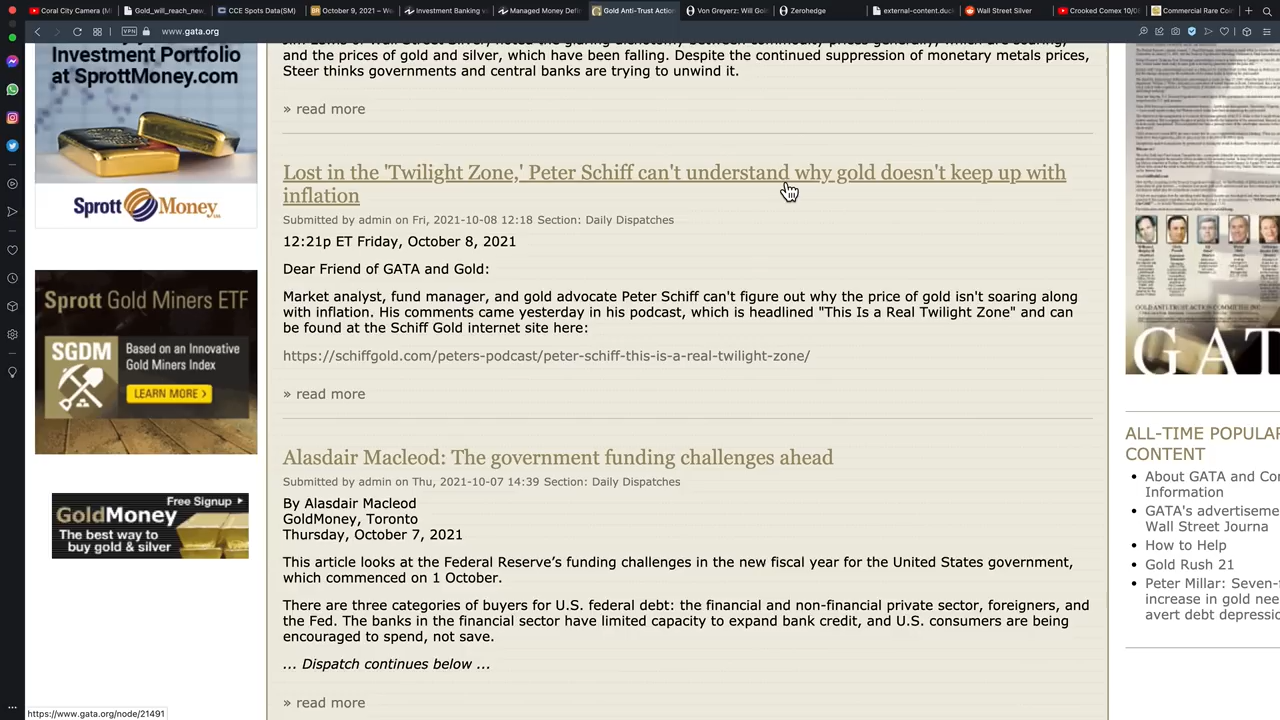 Coral City Camera (M
Gold_will_reach_new_
CCE Spots Data(SM)
October 9, 2021 – We
Investment Banking v
Managed Money Defi
Gold Anti-Trust Action
Von Greyerz: Will Gol
Zerohedge
external-content.duck
Wall Street Silver
Crooked Comex 10/0
Commercial Rare Coi
VPN
www.gata.org
Investment Portfolio
at SprottMoney.com
Sprott Money
Sprott Gold Miners ETF
SGDM
Based on an Innovative
Gold Miners Index
LEARN MORE >
Free Signup
GoldMoney
The best way to
buy gold & silver
and the prices of gold and silver, which have been falling. Despite the continued suppression of monetary metals prices,
Steer thinks governments and central banks are trying to unwind it.
» read more
Lost in the 'Twilight Zone,' Peter Schiff can't understand why gold doesn't keep up with
inflation
Submitted by admin on Fri, Section: Daily Dispatches
12:21p ET Friday, October 8, 2021
Dear Friend of GATA and Gold:
Market analyst, fund manager, and gold advocate Peter Schiff can't figure out why the price of gold isn't soaring along
with inflation. His comments came yesterday in his podcast, which is headlined "This Is a Real Twilight Zone" and can
be found at the Schiff Gold internet site here:
https://schiffgold.com/peters-podcast/peter-schiff-this-is-a-real-twilight-zone/
» read more
Alasdair Macleod: The government funding challenges ahead
Submitted by admin on Thu, 2021-10-07 14:39 Section: Daily Dispatches
By Alasdair Macleod
GoldMoney, Toronto
Thursday, October 7, 2021
This article looks at the Federal Reserve's funding challenges in the new fiscal year for the United States government,
which commenced on 1 October.
There are three categories of buyers for U.S. federal debt: the financial and non-financial private sector, foreigners, and
the Fed. The banks in the financial sector have limited capacity to expand bank credit, and U.S. consumers are being
encouraged to spend, not save.
... Dispatch continues below ...
» read more
GAT
ALL-TIME POPULAR
CONTENT
About GATA and Con
Information
GATA's advertiseme
Wall Street Journa
How to Help
Gold Rush 21
Peter Millar: Seven-f
increase in gold nee
avert debt depressio
https://www.gata.org/node/21491